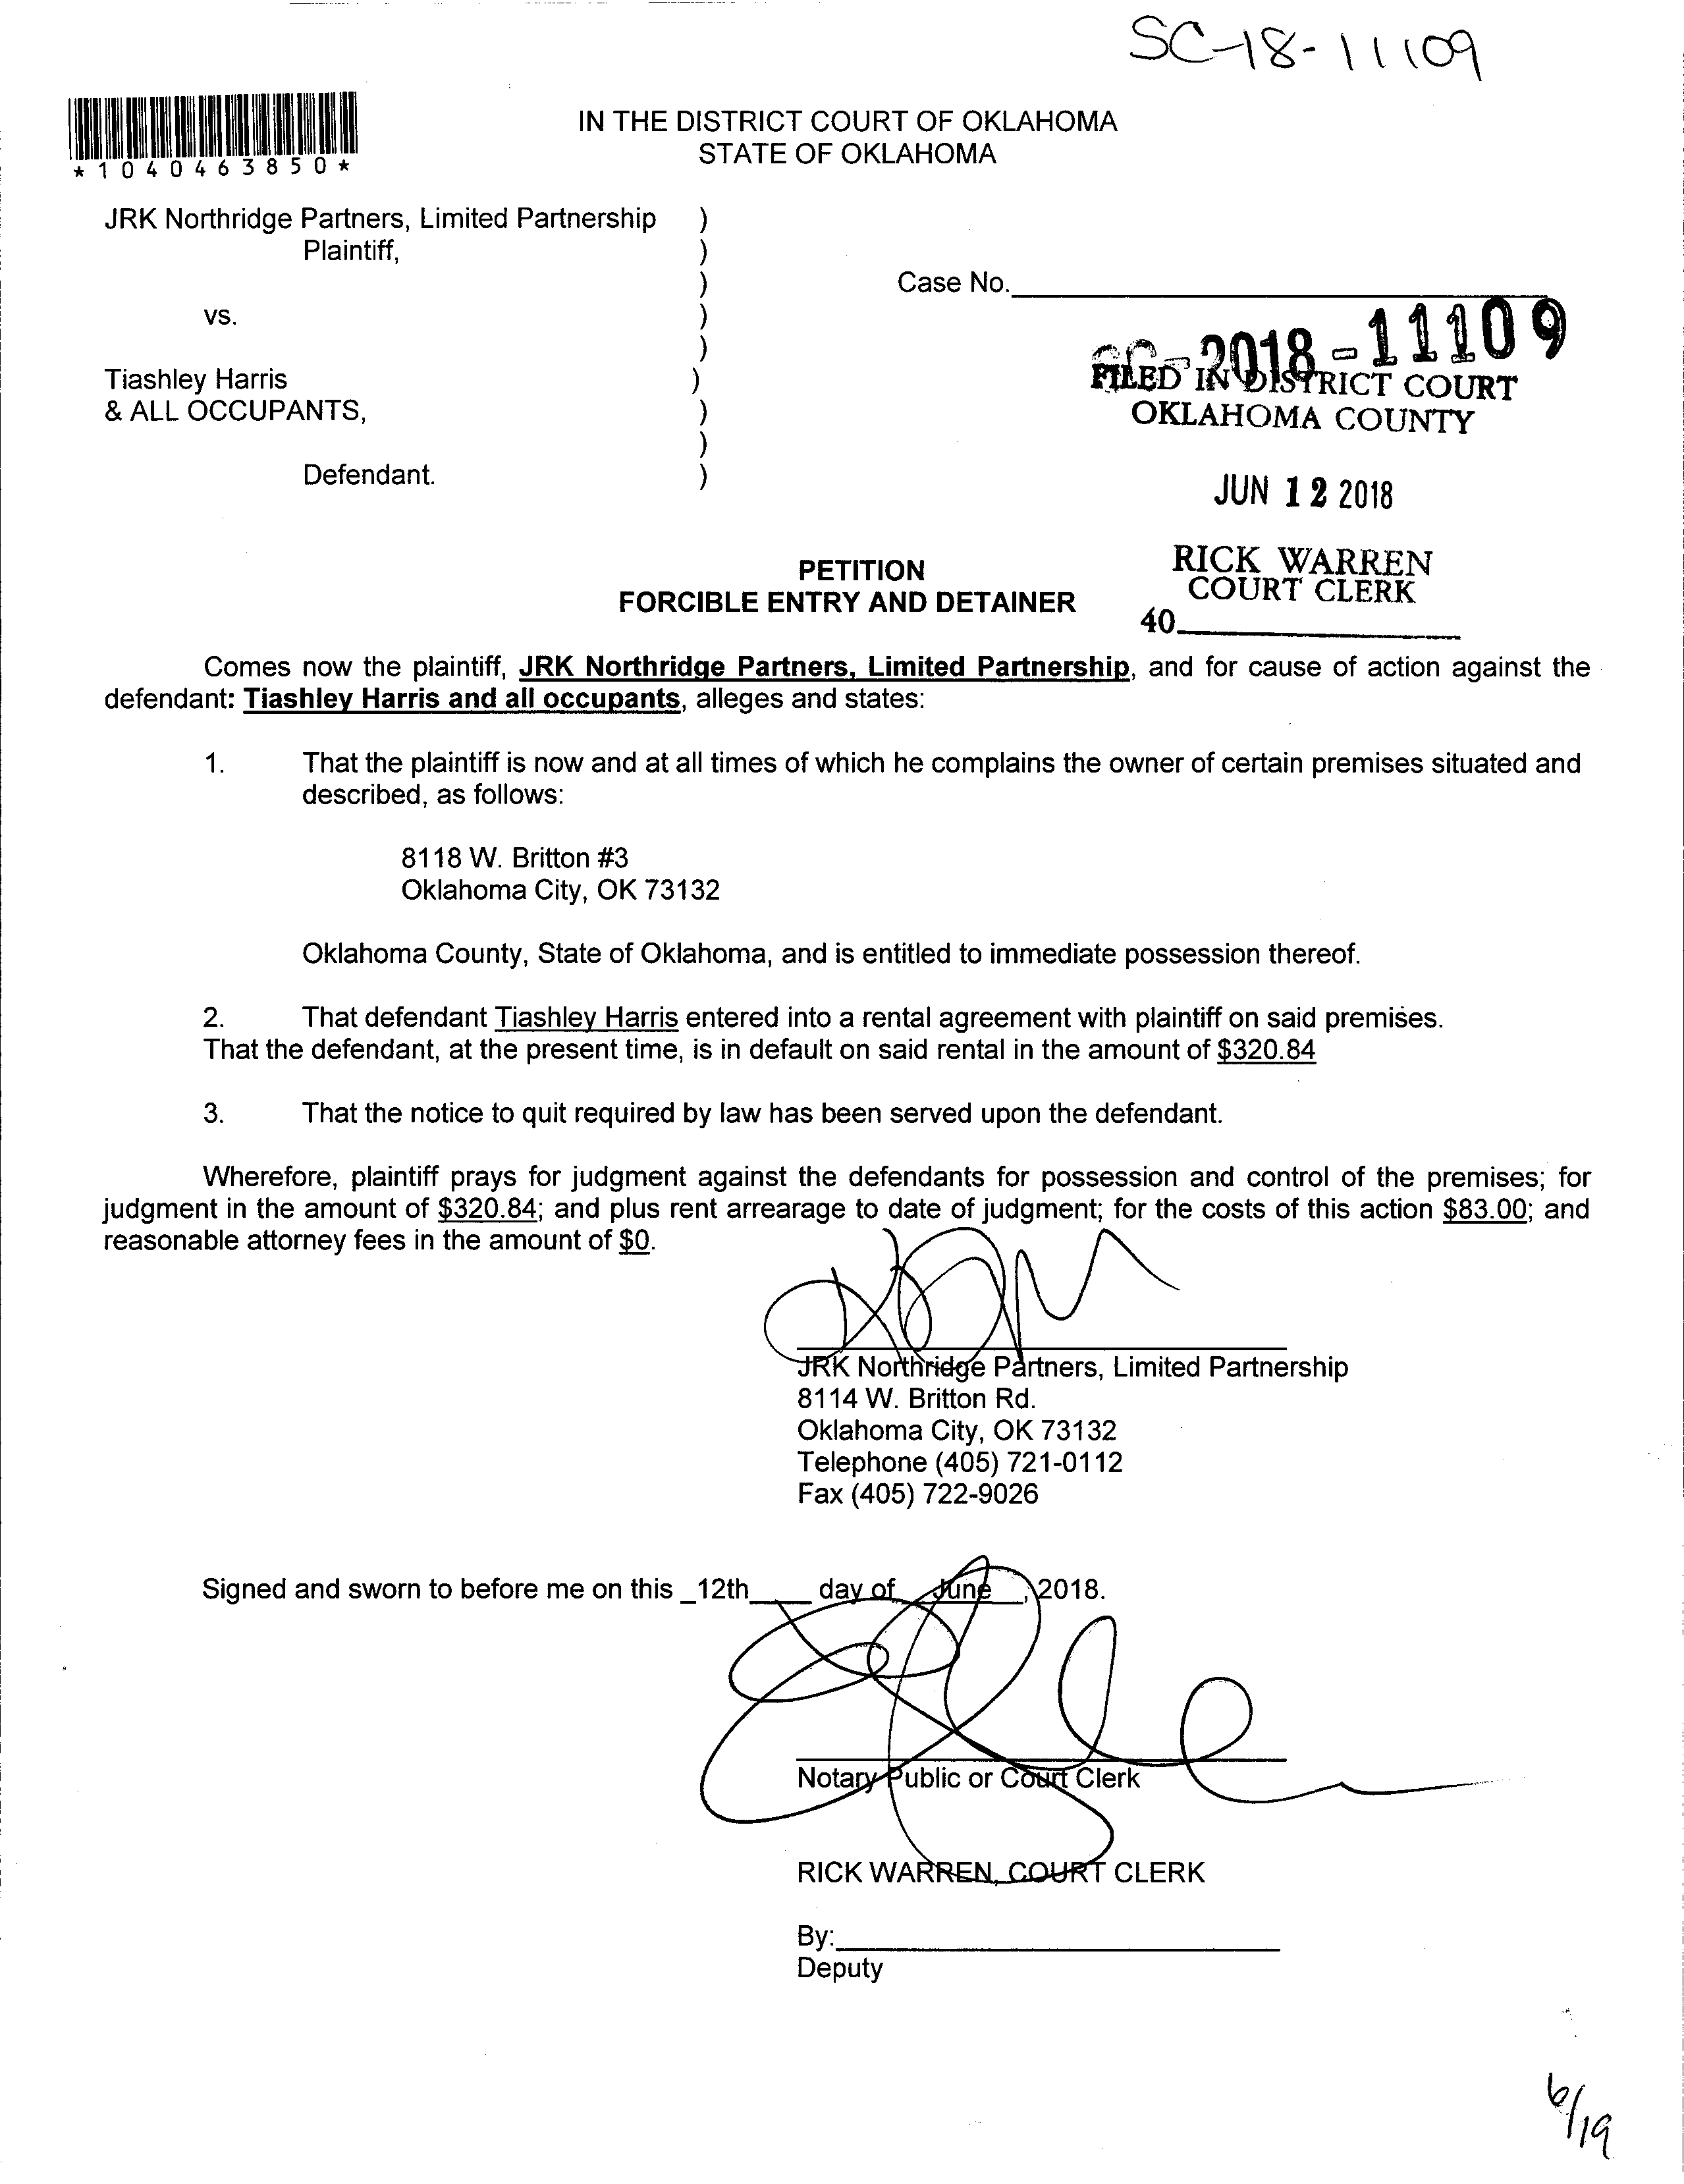 SC-18-11109
*1040463850*
IN THE DISTRICT COURT OF OKLAHOMA
STATE OF OKLAHOMA
JRK Northridge Partners, Limited Partnership )
Plaintiff, )
) Case No.
vs. )
)
Tiashley Harris )
& ALL OCCUPANTS, )
)
Defendant. )
SC-2018-11109
FILED IN DISTRICT COURT
OKLAHOMA COUNTY
JUN 12 2018
RICK WARREN
COURT CLERK
40
PETITION
FORCIBLE ENTRY AND DETAINER
Comes now the plaintiff, JRK Northridge Partners, Limited Partnership, and for cause of action against the
defendant: Tiashley Harris and all occupants, alleges and states:
1. That the plaintiff is now and at all times of which he complains the owner of certain premises situated and
described, as follows:
8118 W. Britton #3
Oklahoma City, OK 73132
Oklahoma County, State of Oklahoma, and is entitled to immediate possession thereof.
2. That defendant Tiashley Harris entered into a rental agreement with plaintiff on said premises.
That the defendant, at the present time, is in default on said rental in the amount of $320.84
3. That the notice to quit required by law has been served upon the defendant.
Wherefore, plaintiff prays for judgment against the defendants for possession and control of the premises; for
judgment in the amount of $320.84; and plus rent arrearage to date of judgment; for the costs of this action $83.00; and
reasonable attorney fees in the amount of $0.
JRK Northridge Partners, Limited Partnership
8114 W. Britton Rd.
Oklahoma City, OK 73132
Telephone (405) 721-0112
Fax (405) 722-9026
Signed and sworn to before me on this _12th____ day of __June__, 2018.
Notary Public or Court Clerk
RICK WARREN, COURT CLERK
By:
Deputy
6/19